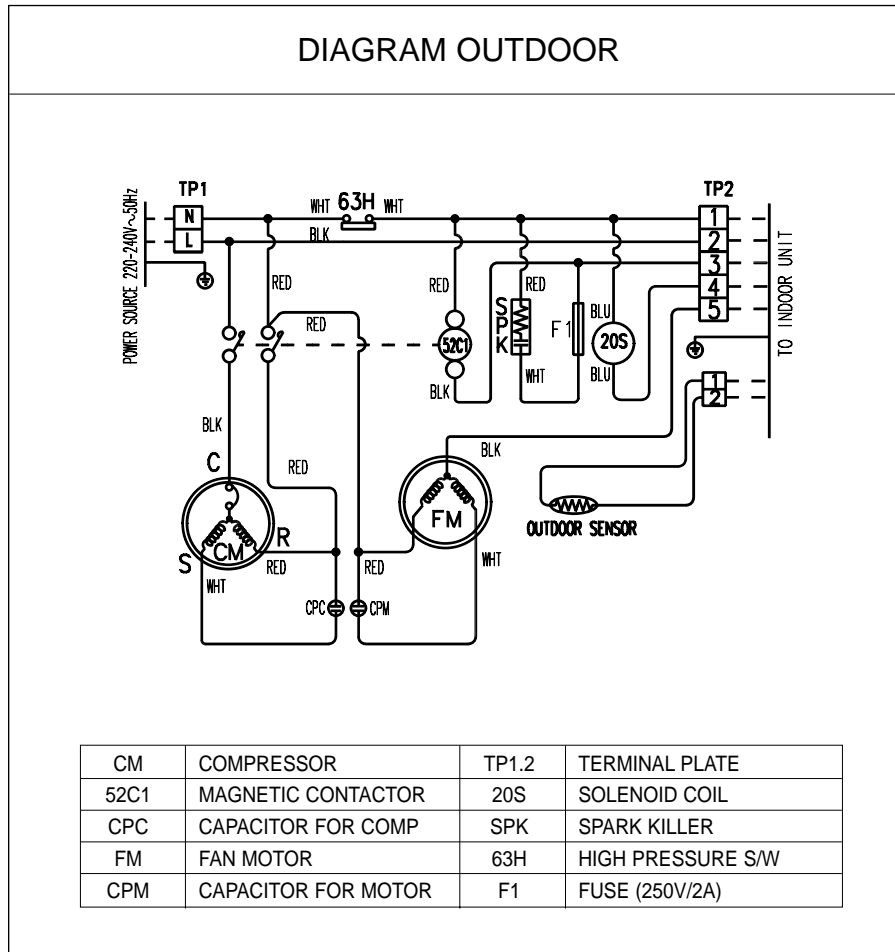 DIAGRAM OUTDOOR
POWER SOURCE 220-240V~50Hz
TP1
N
L
WHT 63H WHT
BLK
TP2
1
2
3
4
5
TO INDOOR UNIT
RED
RED
RED
SPK
RED
F1
BLU
52C1
20S
BLK
WHT
BLU
1
2
BLK
C
RED
BLK
CM
R
S
FM
OUTDOOR SENSOR
WHT
RED
RED
WHT
CPC
CPM
CM COMPRESSOR TP1.2 TERMINAL PLATE
52C1 MAGNETIC CONTACTOR 20S SOLENOID COIL
CPC CAPACITOR FOR COMP SPK SPARK KILLER
FM FAN MOTOR 63H HIGH PRESSURE S/W
CPM CAPACITOR FOR MOTOR F1 FUSE (250V/2A)